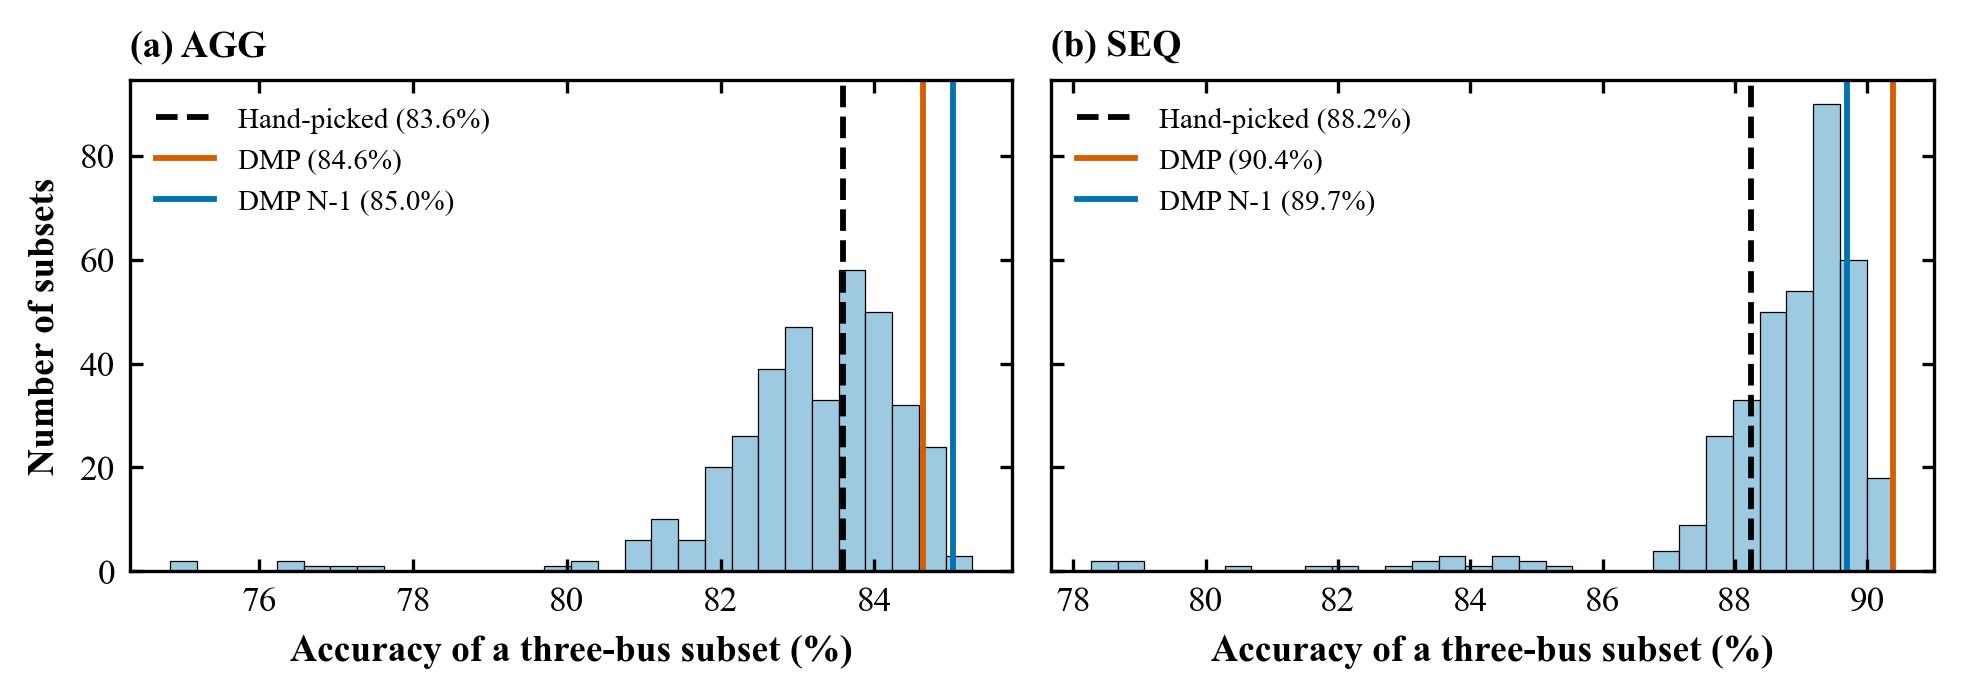 (a) AGG
Hand-picked (83.6%)
DMP (84.6%)
DMP N-1 (85.0%)
Number of subsets
80
60
40
20
0
76 78 80 82 84
Accuracy of a three-bus subset (%)
(b) SEQ
Hand-picked (88.2%)
DMP (90.4%)
DMP N-1 (89.7%)
78 80 82 84 86 88 90
Accuracy of a three-bus subset (%)